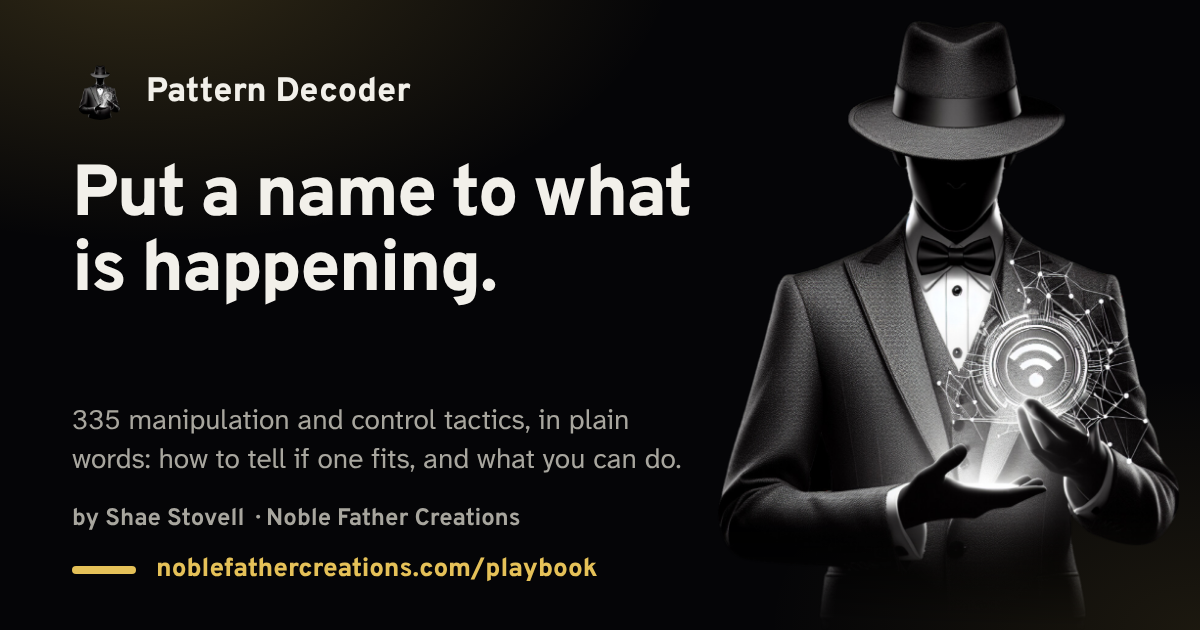 Pattern Decoder
Put a name to what
is happening.
335 manipulation and control tactics, in plain
words: how to tell if one fits, and what you can do.
by Shae Stovell · Noble Father Creations
noblefathercreations.com/playbook